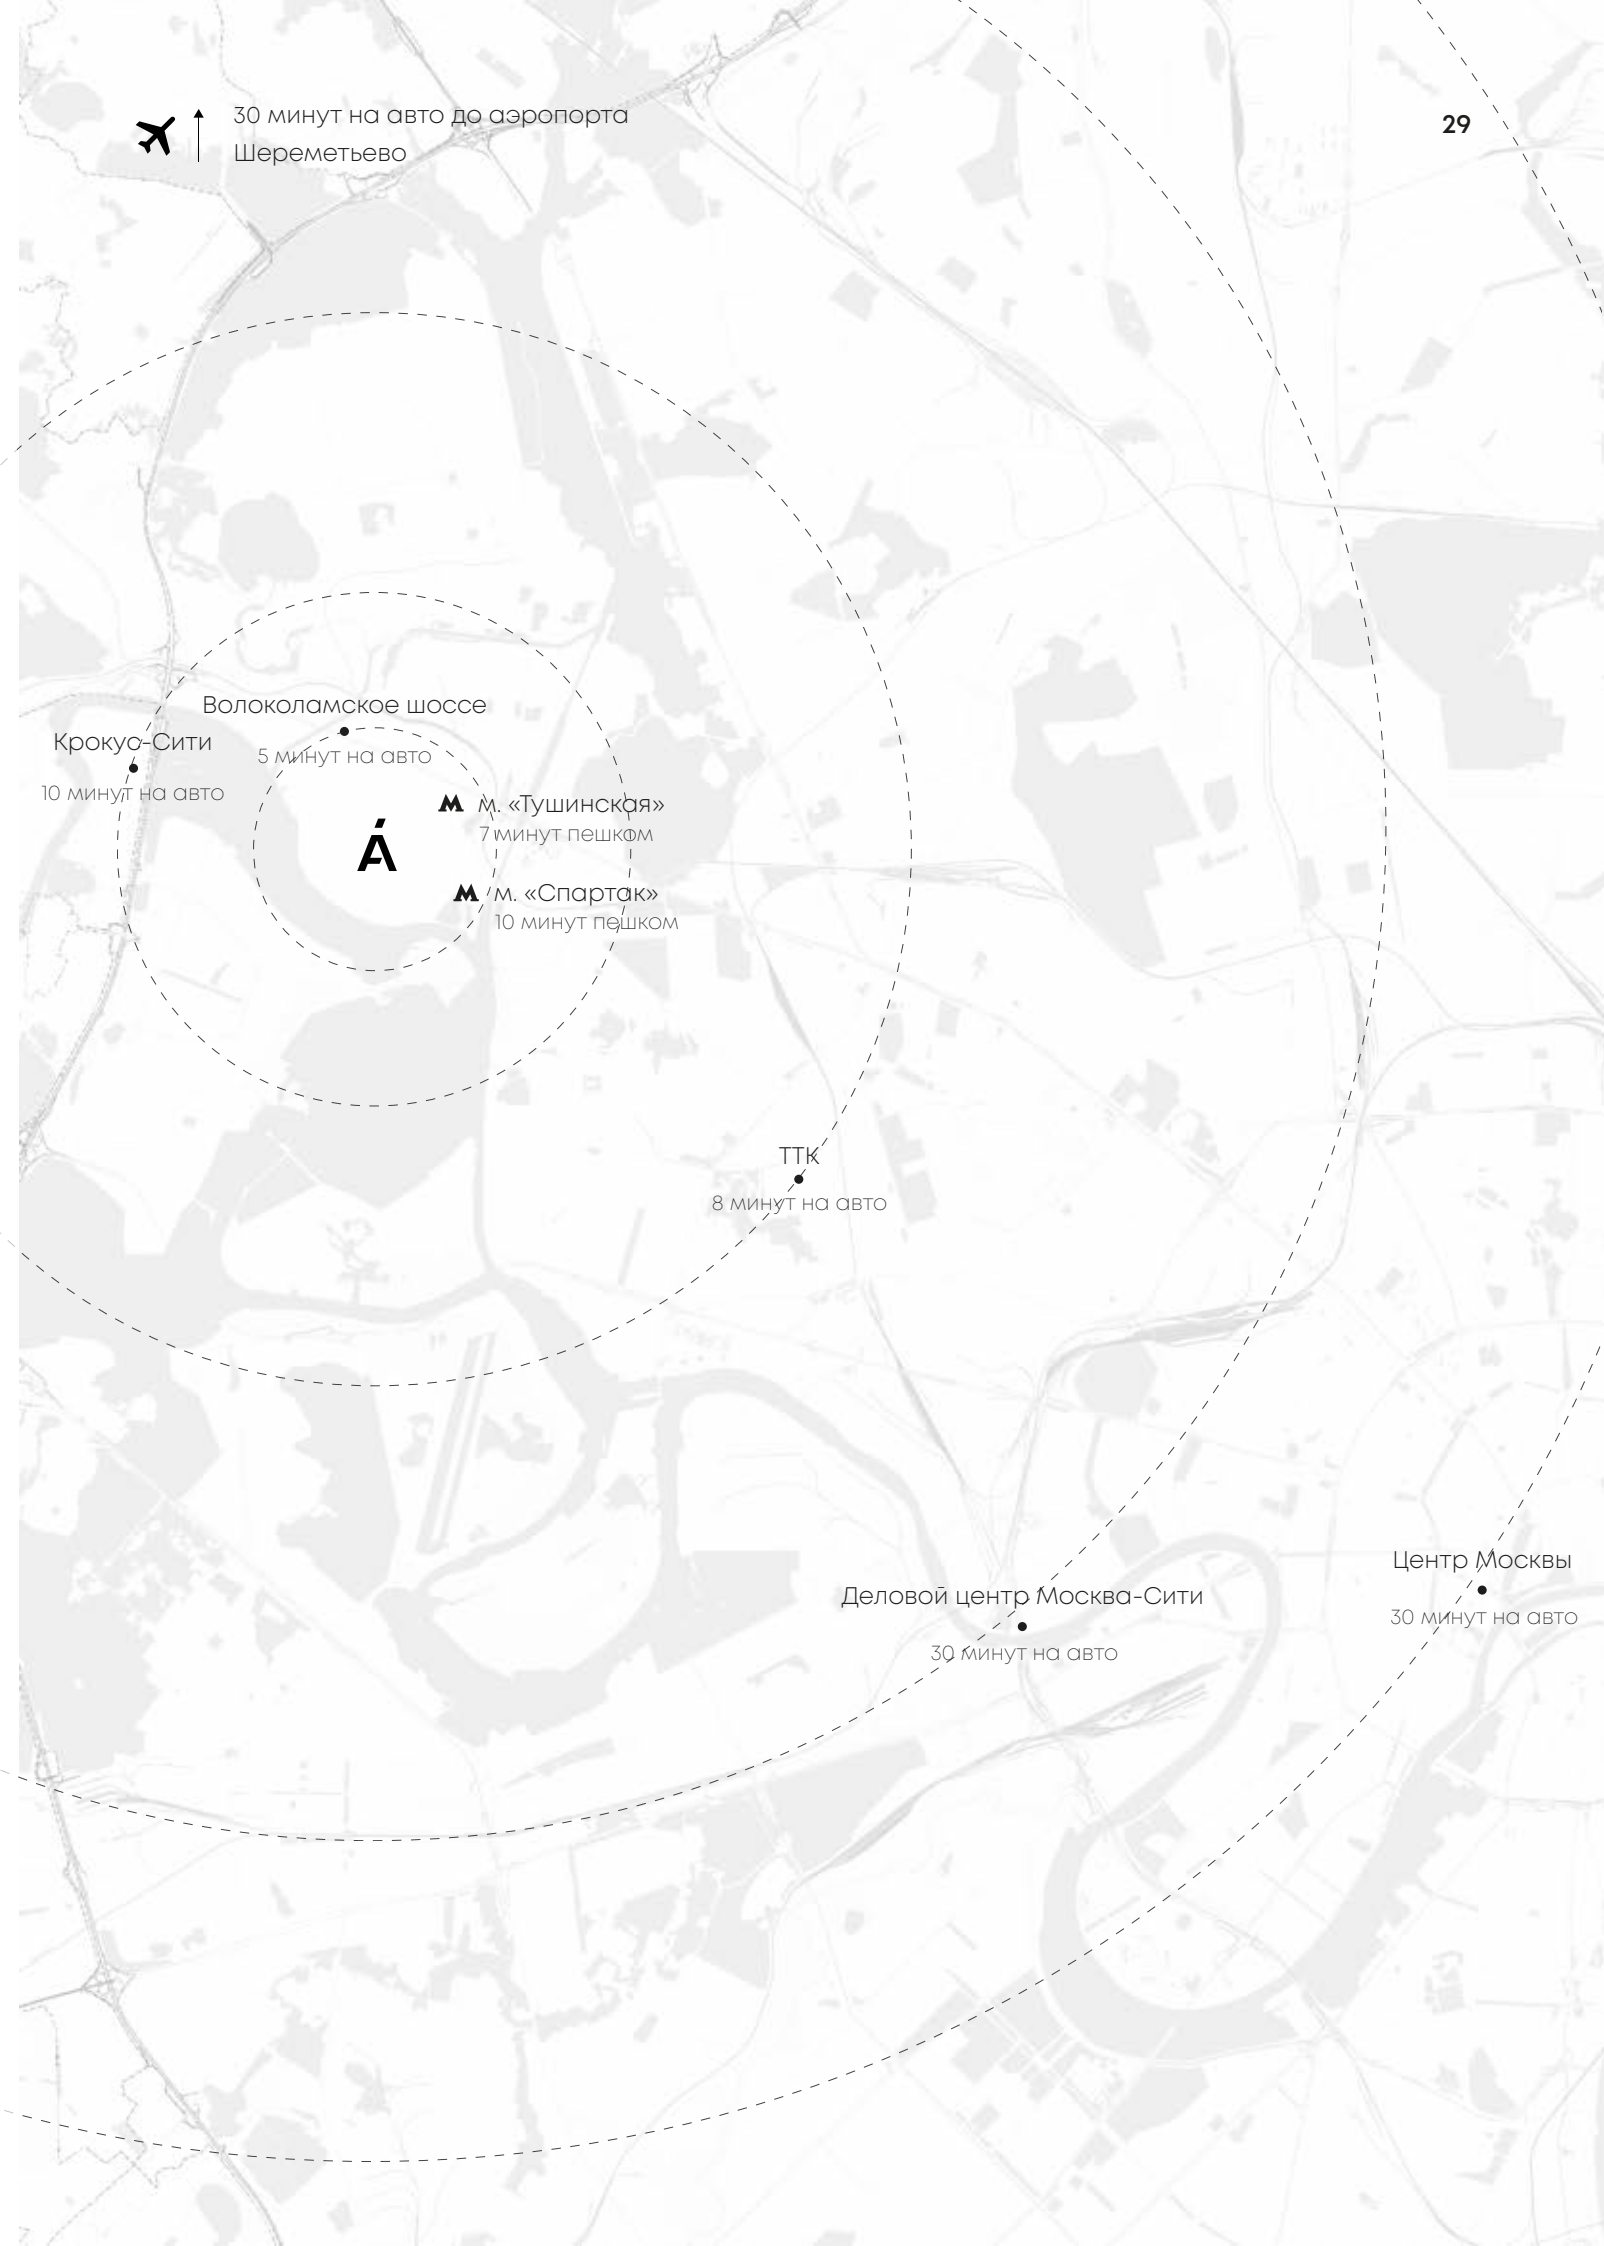 30 минут на авто до аэропорта
Шереметьево
29
Волоколамское шоссе
5 минут на авто
Крокус-Сити
10 минут на авто
м. «Тушинская»
7 минут пешком
Á
м. «Спартак»
10 минут пешком
ТТК
8 минут на авто
Центр Москвы
30 минут на авто
Деловой центр Москва-Сити
30 минут на авто